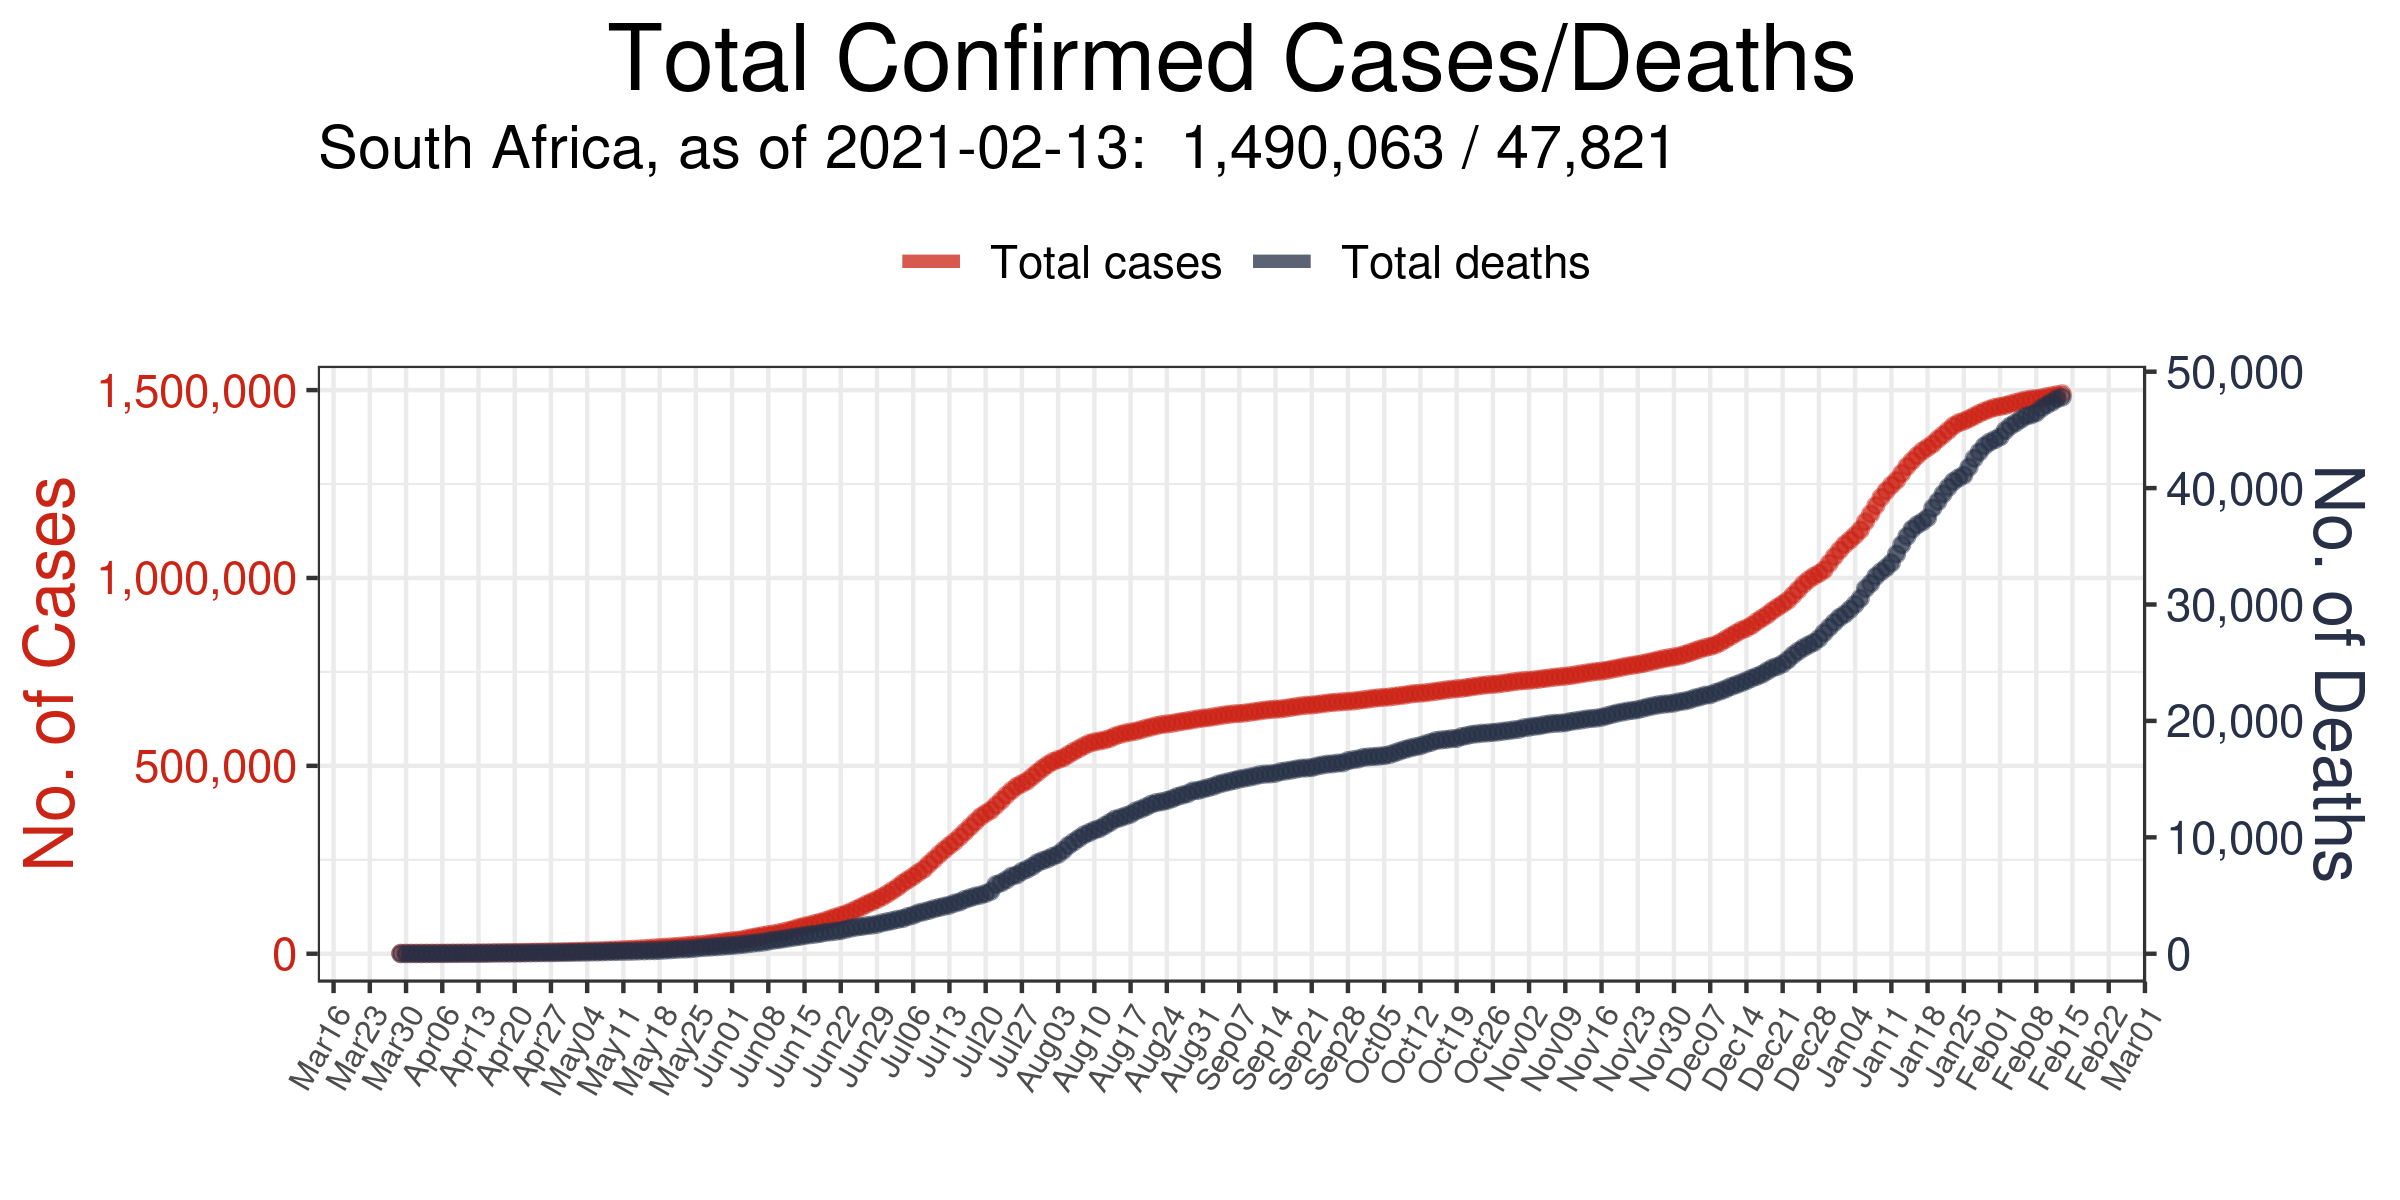 Total Confirmed Cases/Deaths
South Africa, as of 2021-02-13:  1,490,063 / 47,821
Total cases
Total deaths
No. of Cases
1,500,000
1,000,000
500,000
0
50,000
40,000
30,000
20,000
10,000
0
No. of Deaths
Mar16
Mar23
Mar30
Apr06
Apr13
Apr20
Apr27
May04
May11
May18
May25
Jun01
Jun08
Jun15
Jun22
Jun29
Jul06
Jul13
Jul20
Jul27
Aug03
Aug10
Aug17
Aug24
Aug31
Sep07
Sep14
Sep21
Sep28
Oct05
Oct12
Oct19
Oct26
Nov02
Nov09
Nov16
Nov23
Nov30
Dec07
Dec14
Dec21
Dec28
Jan04
Jan11
Jan18
Jan25
Feb01
Feb08
Feb15
Feb22
Mar01